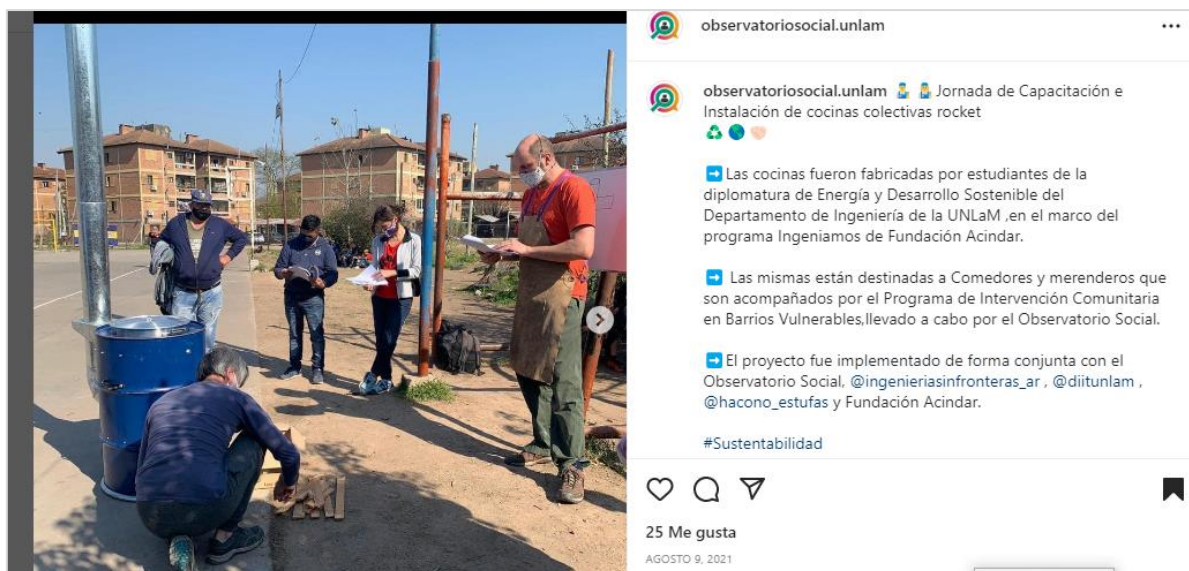 observatoriosocial.unlam
observatoriosocial.unlam Jornada de Capacitación e
Instalación de cocinas colectivas rocket
➡Las cocinas fueron fabricadas por estudiantes de la
diplomatura de Energía y Desarrollo Sostenible del
Departamento de Ingeniería de la UNLaM ,en el marco del
programa Ingeniamos de Fundación Acindar.
➡ Las mismas están destinadas a Comedores y merenderos que
son acompañados por el Programa de Intervención Comunitaria
en Barrios Vulnerables,llevado a cabo por el Observatorio Social.
➡El proyecto fue implementado de forma conjunta con el
Observatorio Social, @ingenieriasinfronteras_ar , @diitunlam ,
@hacono_estufas y Fundación Acindar.
#Sustentabilidad
25 Me gusta
AGOSTO 9, 2021